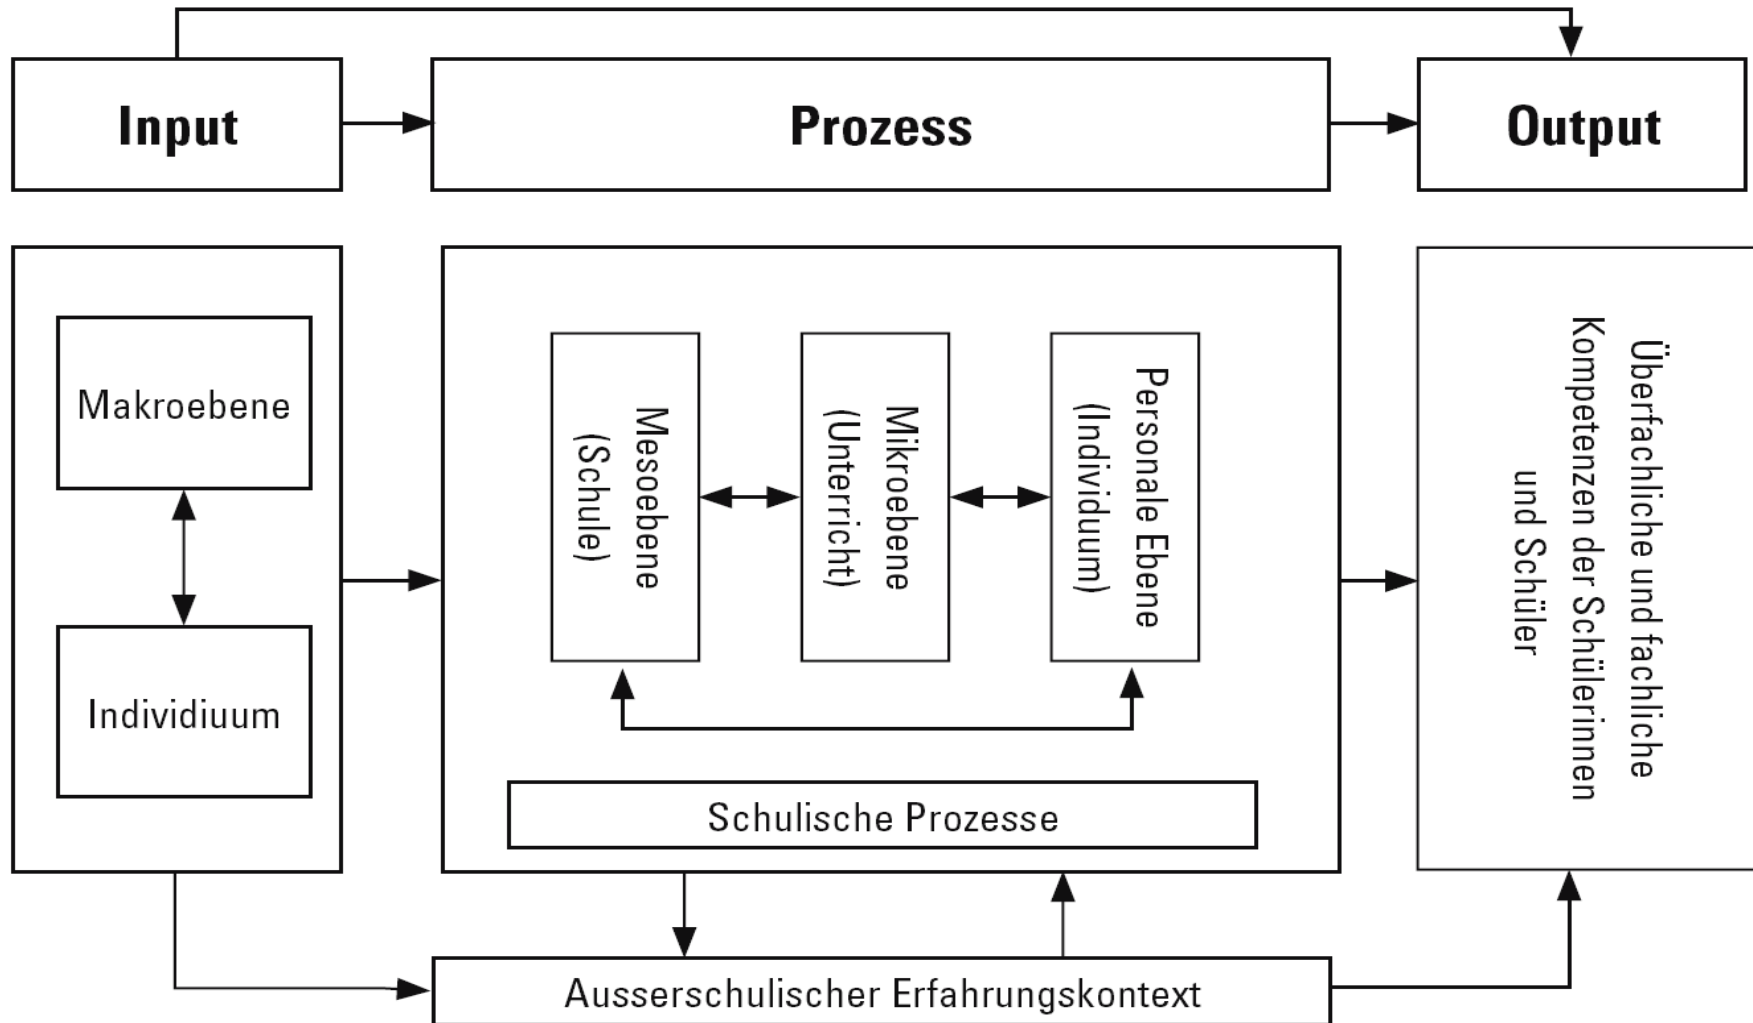 Input
Prozess
Output
Makroebene
Individiuum
Mesoebene
(Schule)
Mikroebene
(Unterricht)
Personale Ebene
(Individuum)
Schulische Prozesse
Überfachliche und fachliche
Kompetenzen der Schülerinnen
und Schüler
Ausserschulischer Erfahrungskontext